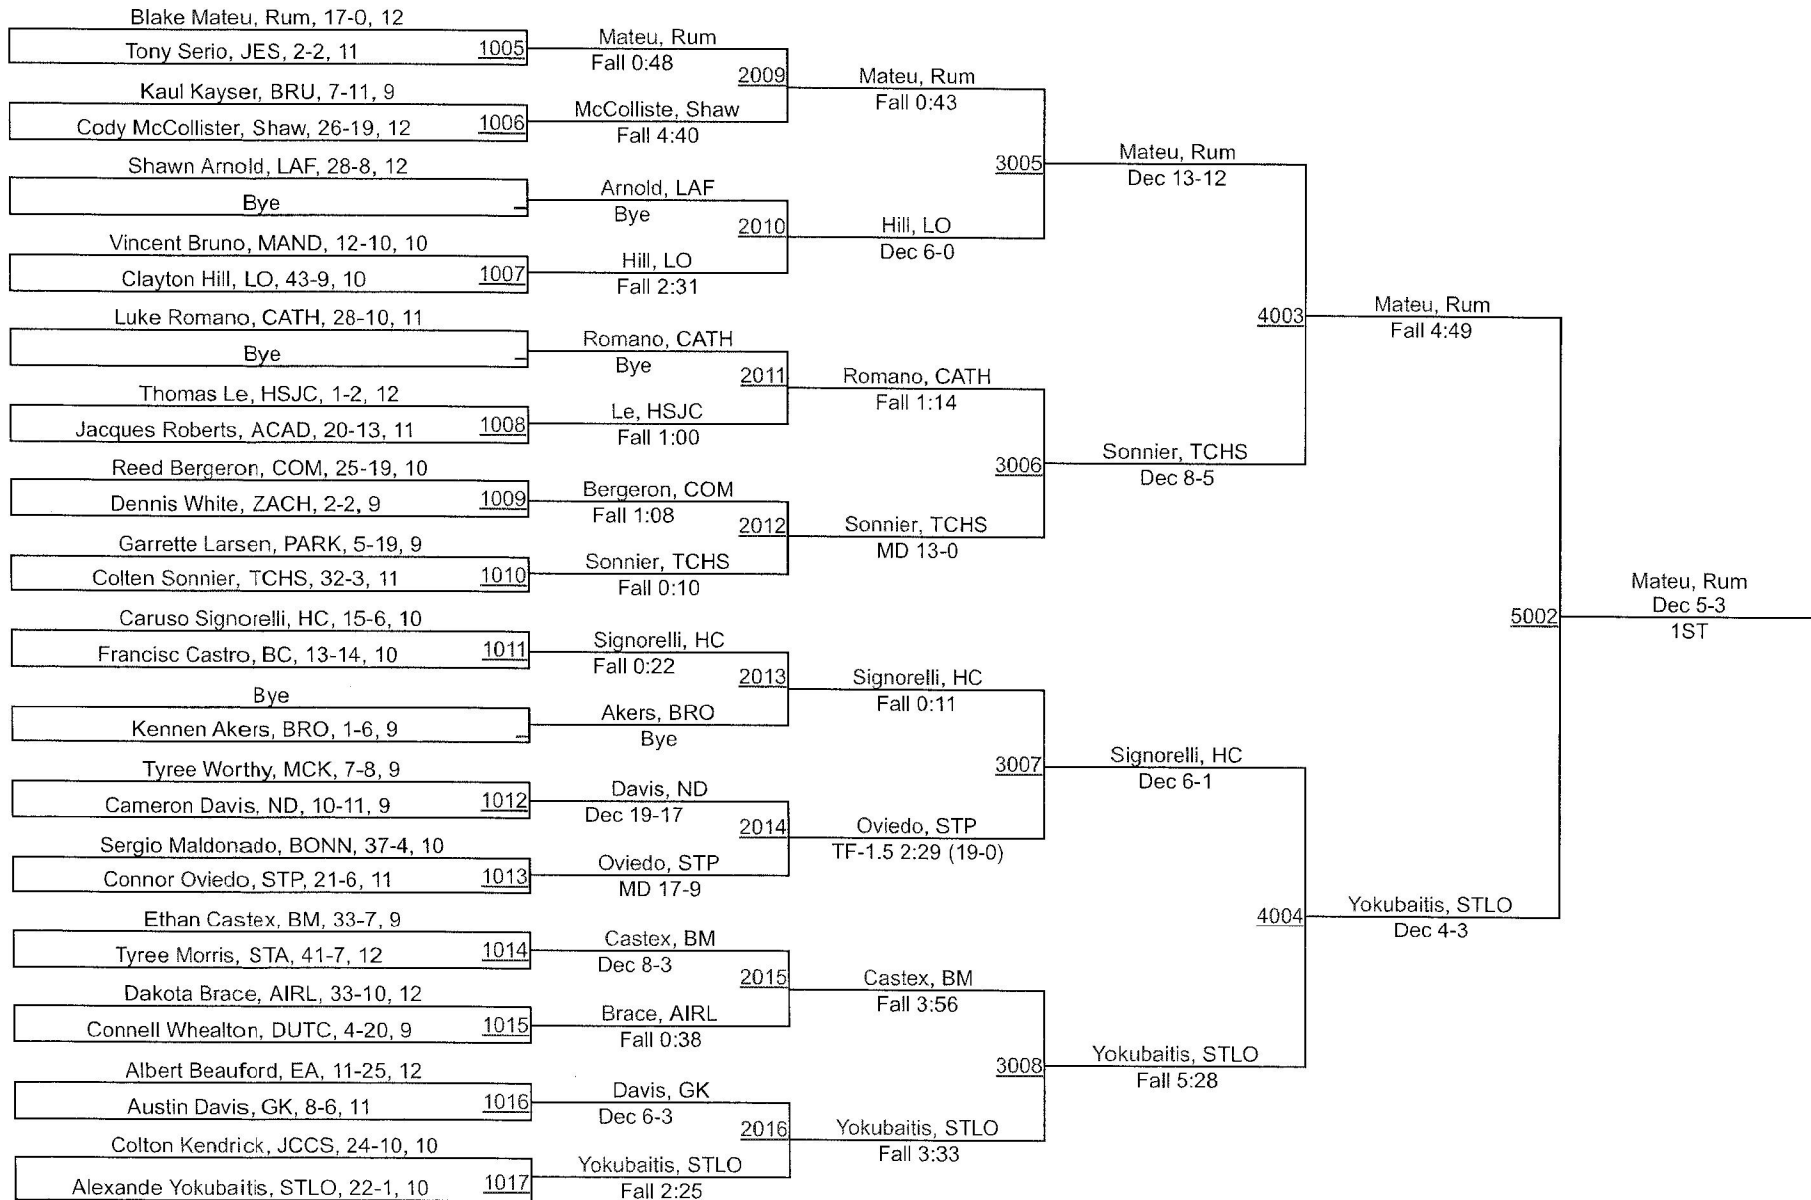 Blake Mateu, Rum, 17-0, 12
Tony Serio, JES, 2-2, 11
1005
Kaul Kayser, BRU, 7-11, 9
Cody McCollister, Shaw, 26-19, 12
1006
Shawn Arnold, LAF, 28-8, 12
Bye
Vincent Bruno, MAND, 12-10, 10
Clayton Hill, LO, 43-9, 10
1007
Luke Romano, CATH, 28-10, 11
Bye
Thomas Le, HSJC, 1-2, 12
Jacques Roberts, ACAD, 20-13, 11
1008
Reed Bergeron, COM, 25-19, 10
Dennis White, ZACH, 2-2, 9
1009
Garrette Larsen, PARK, 5-19, 9
Colten Sonnier, TCHS, 32-3, 11
1010
Caruso Signorelli, HC, 15-6, 10
Francisc Castro, BC, 13-14, 10
1011
Bye
Kennen Akers, BRO, 1-6, 9
Tyree Worthy, MCK, 7-8, 9
Cameron Davis, ND, 10-11, 9
1012
Sergio Maldonado, BONN, 37-4, 10
Connor Oviedo, STP, 21-6, 11
1013
Ethan Castex, BM, 33-7, 9
Tyree Morris, STA, 41-7, 12
1014
Dakota Brace, AIRL, 33-10, 12
Connell Whealton, DUTC, 4-20, 9
1015
Albert Beauford, EA, 11-25, 12
Austin Davis, GK, 8-6, 11
1016
Colton Kendrick, JCCS, 24-10, 10
Alexande Yokubaitis, STLO, 22-1, 10
1017
Mateu, Rum
Fall 0:48
2009
McColliste, Shaw
Fall 4:40
Arnold, LAF
Bye
2010
Hill, LO
Fall 2:31
Romano, CATH
Bye
2011
Le, HSJC
Fall 1:00
Bergeron, COM
Fall 1:08
2012
Sonnier, TCHS
Fall 0:10
Signorelli, HC
Fall 0:22
2013
Akers, BRO
Bye
Davis, ND
Dec 19-17
2014
Oviedo, STP
MD 17-9
Castex, BM
Dec 8-3
2015
Brace, AIRL
Fall 0:38
Davis, GK
Dec 6-3
2016
Yokubaitis, STLO
Fall 2:25
Mateu, Rum
Fall 0:43
3005
Hill, LO
Dec 6-0
Romano, CATH
Fall 1:14
3006
Sonnier, TCHS
MD 13-0
Signorelli, HC
Fall 0:11
3007
Oviedo, STP
TF-1.5 2:29 (19-0)
Castex, BM
Fall 3:56
3008
Yokubaitis, STLO
Fall 3:33
Mateu, Rum
Dec 13-12
4003
Sonnier, TCHS
Dec 8-5
Signorelli, HC
Dec 6-1
4004
Yokubaitis, STLO
Fall 5:28
Mateu, Rum
Fall 4:49
5002
Yokubaitis, STLO
Dec 4-3
Mateu, Rum
Dec 5-3
1ST